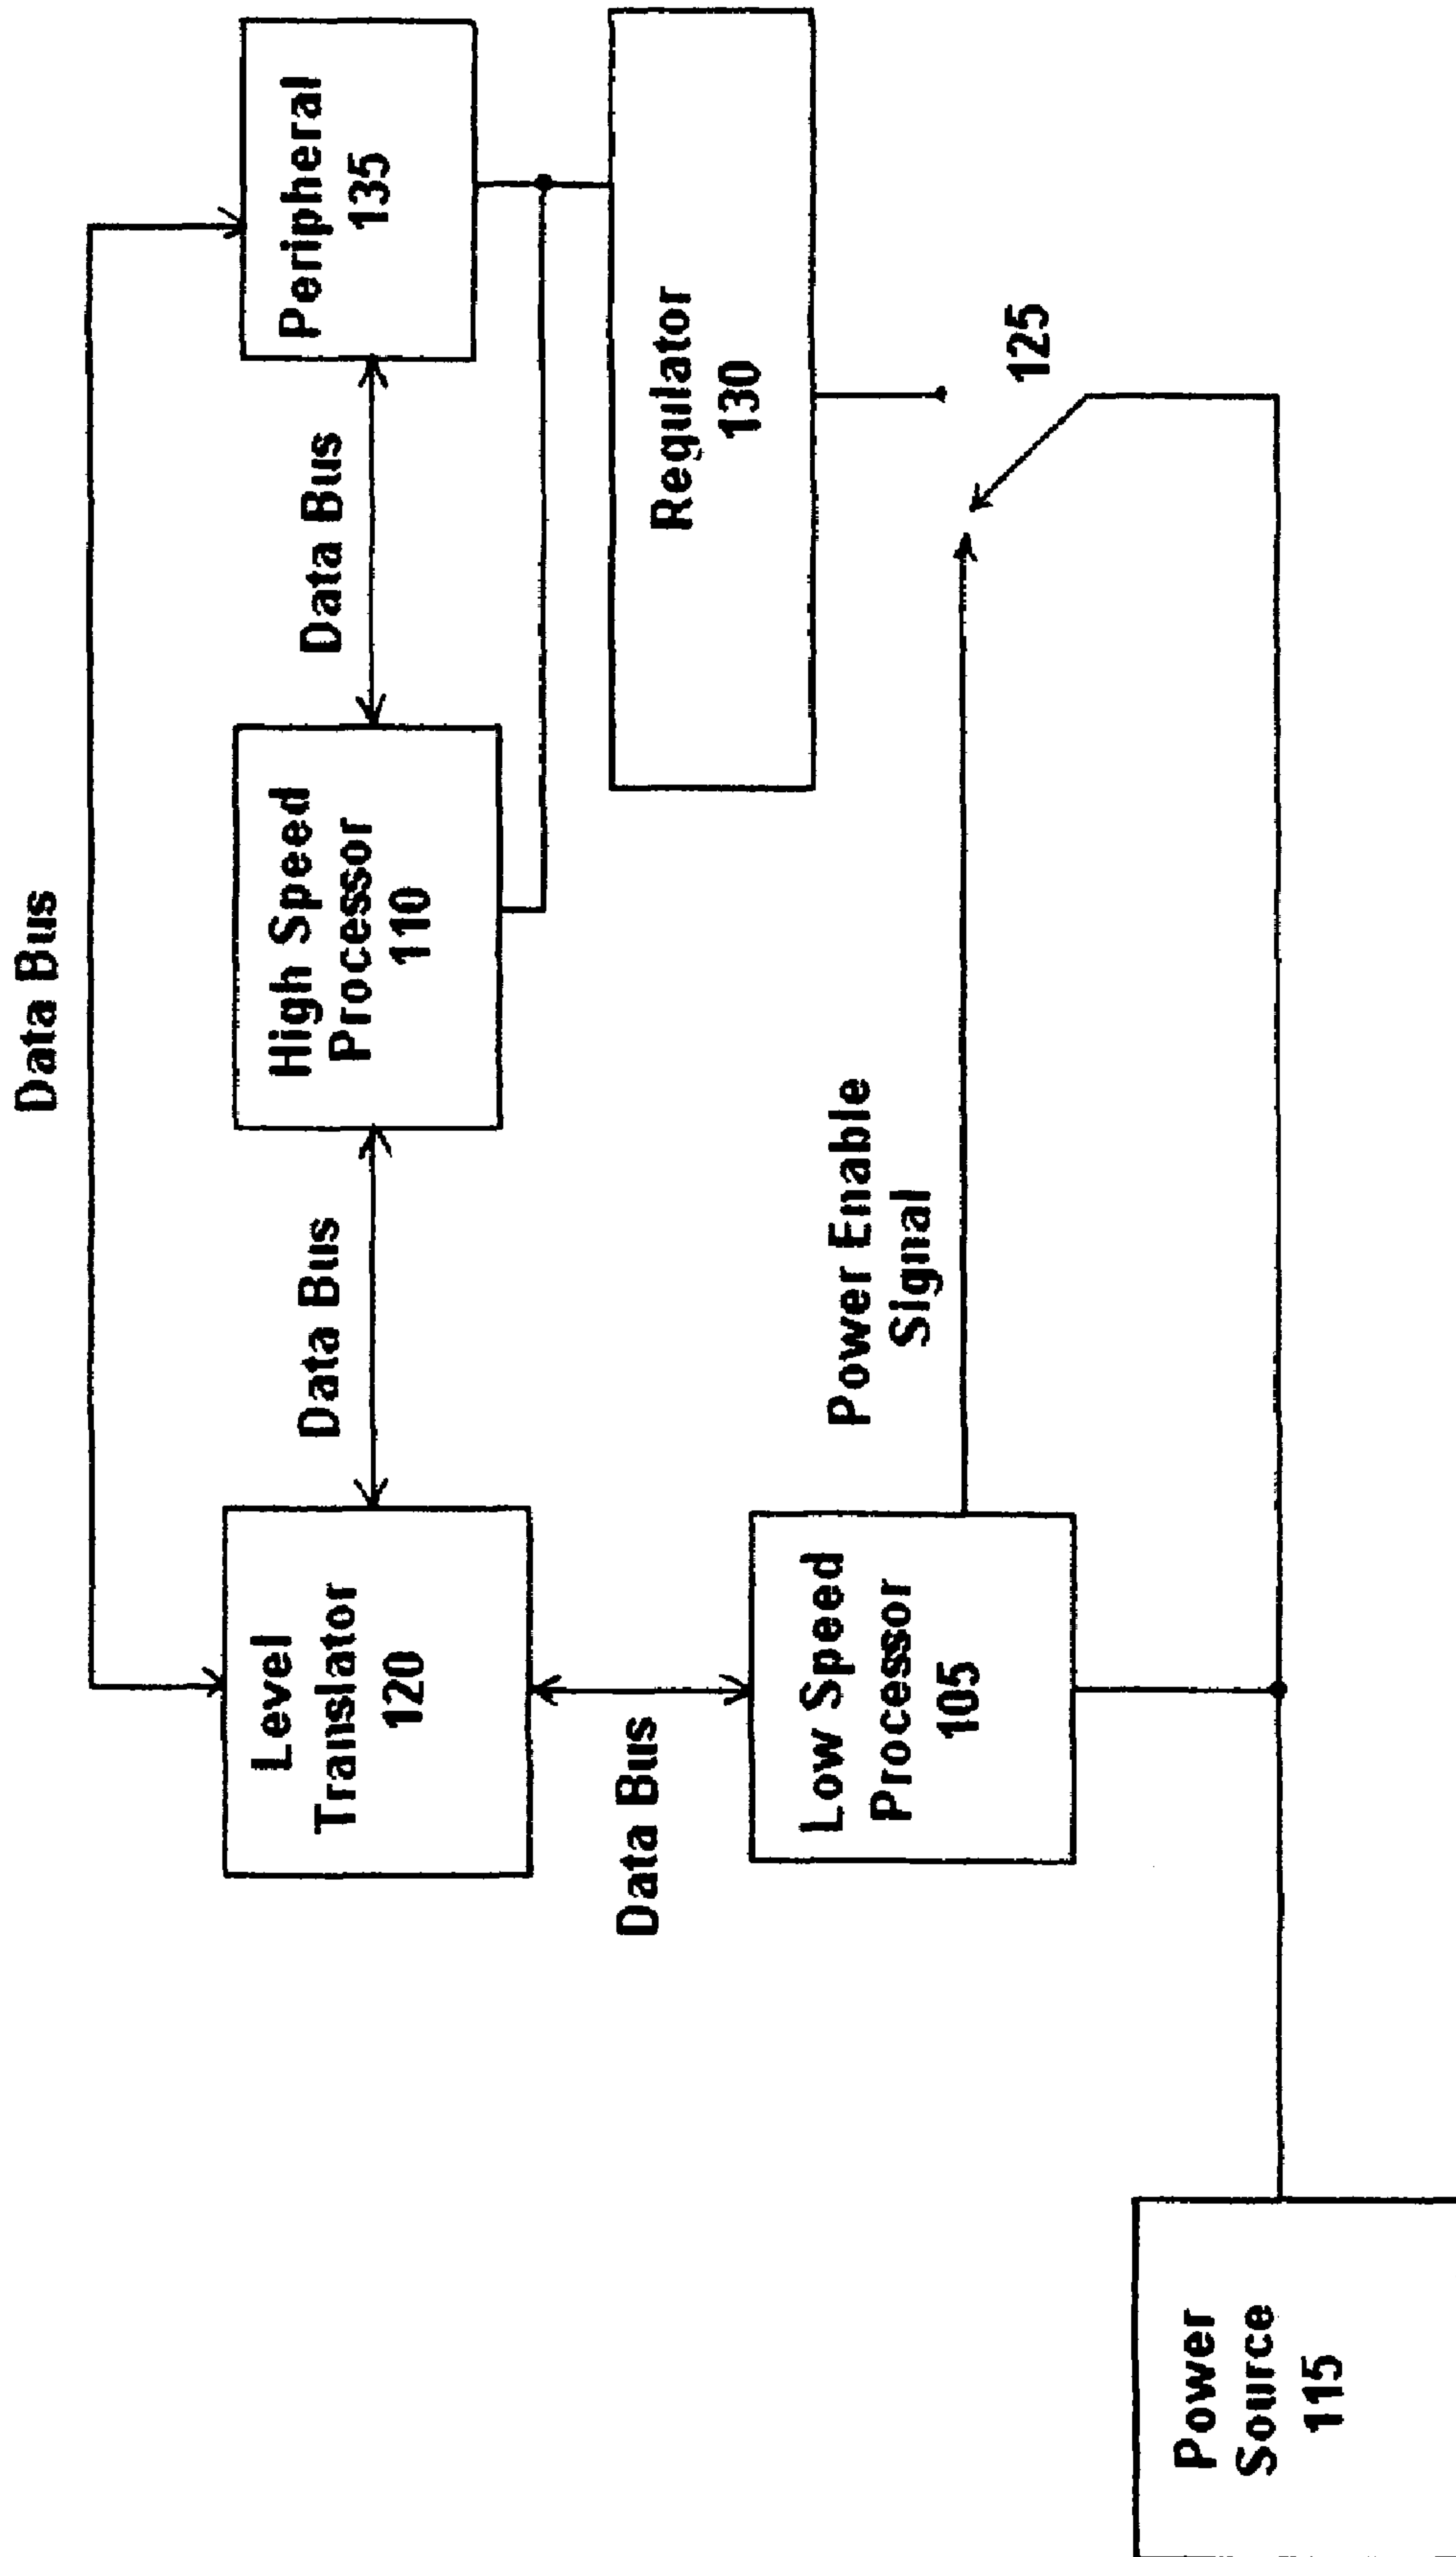 Data Bus
Level
Translator
120
Data Bus
High Speed
Processor
110
Data Bus
Peripheral
135
Data Bus
Low Speed
Processor
105
Power Enable
Signal
Regulator
130
125
Power
Source
115